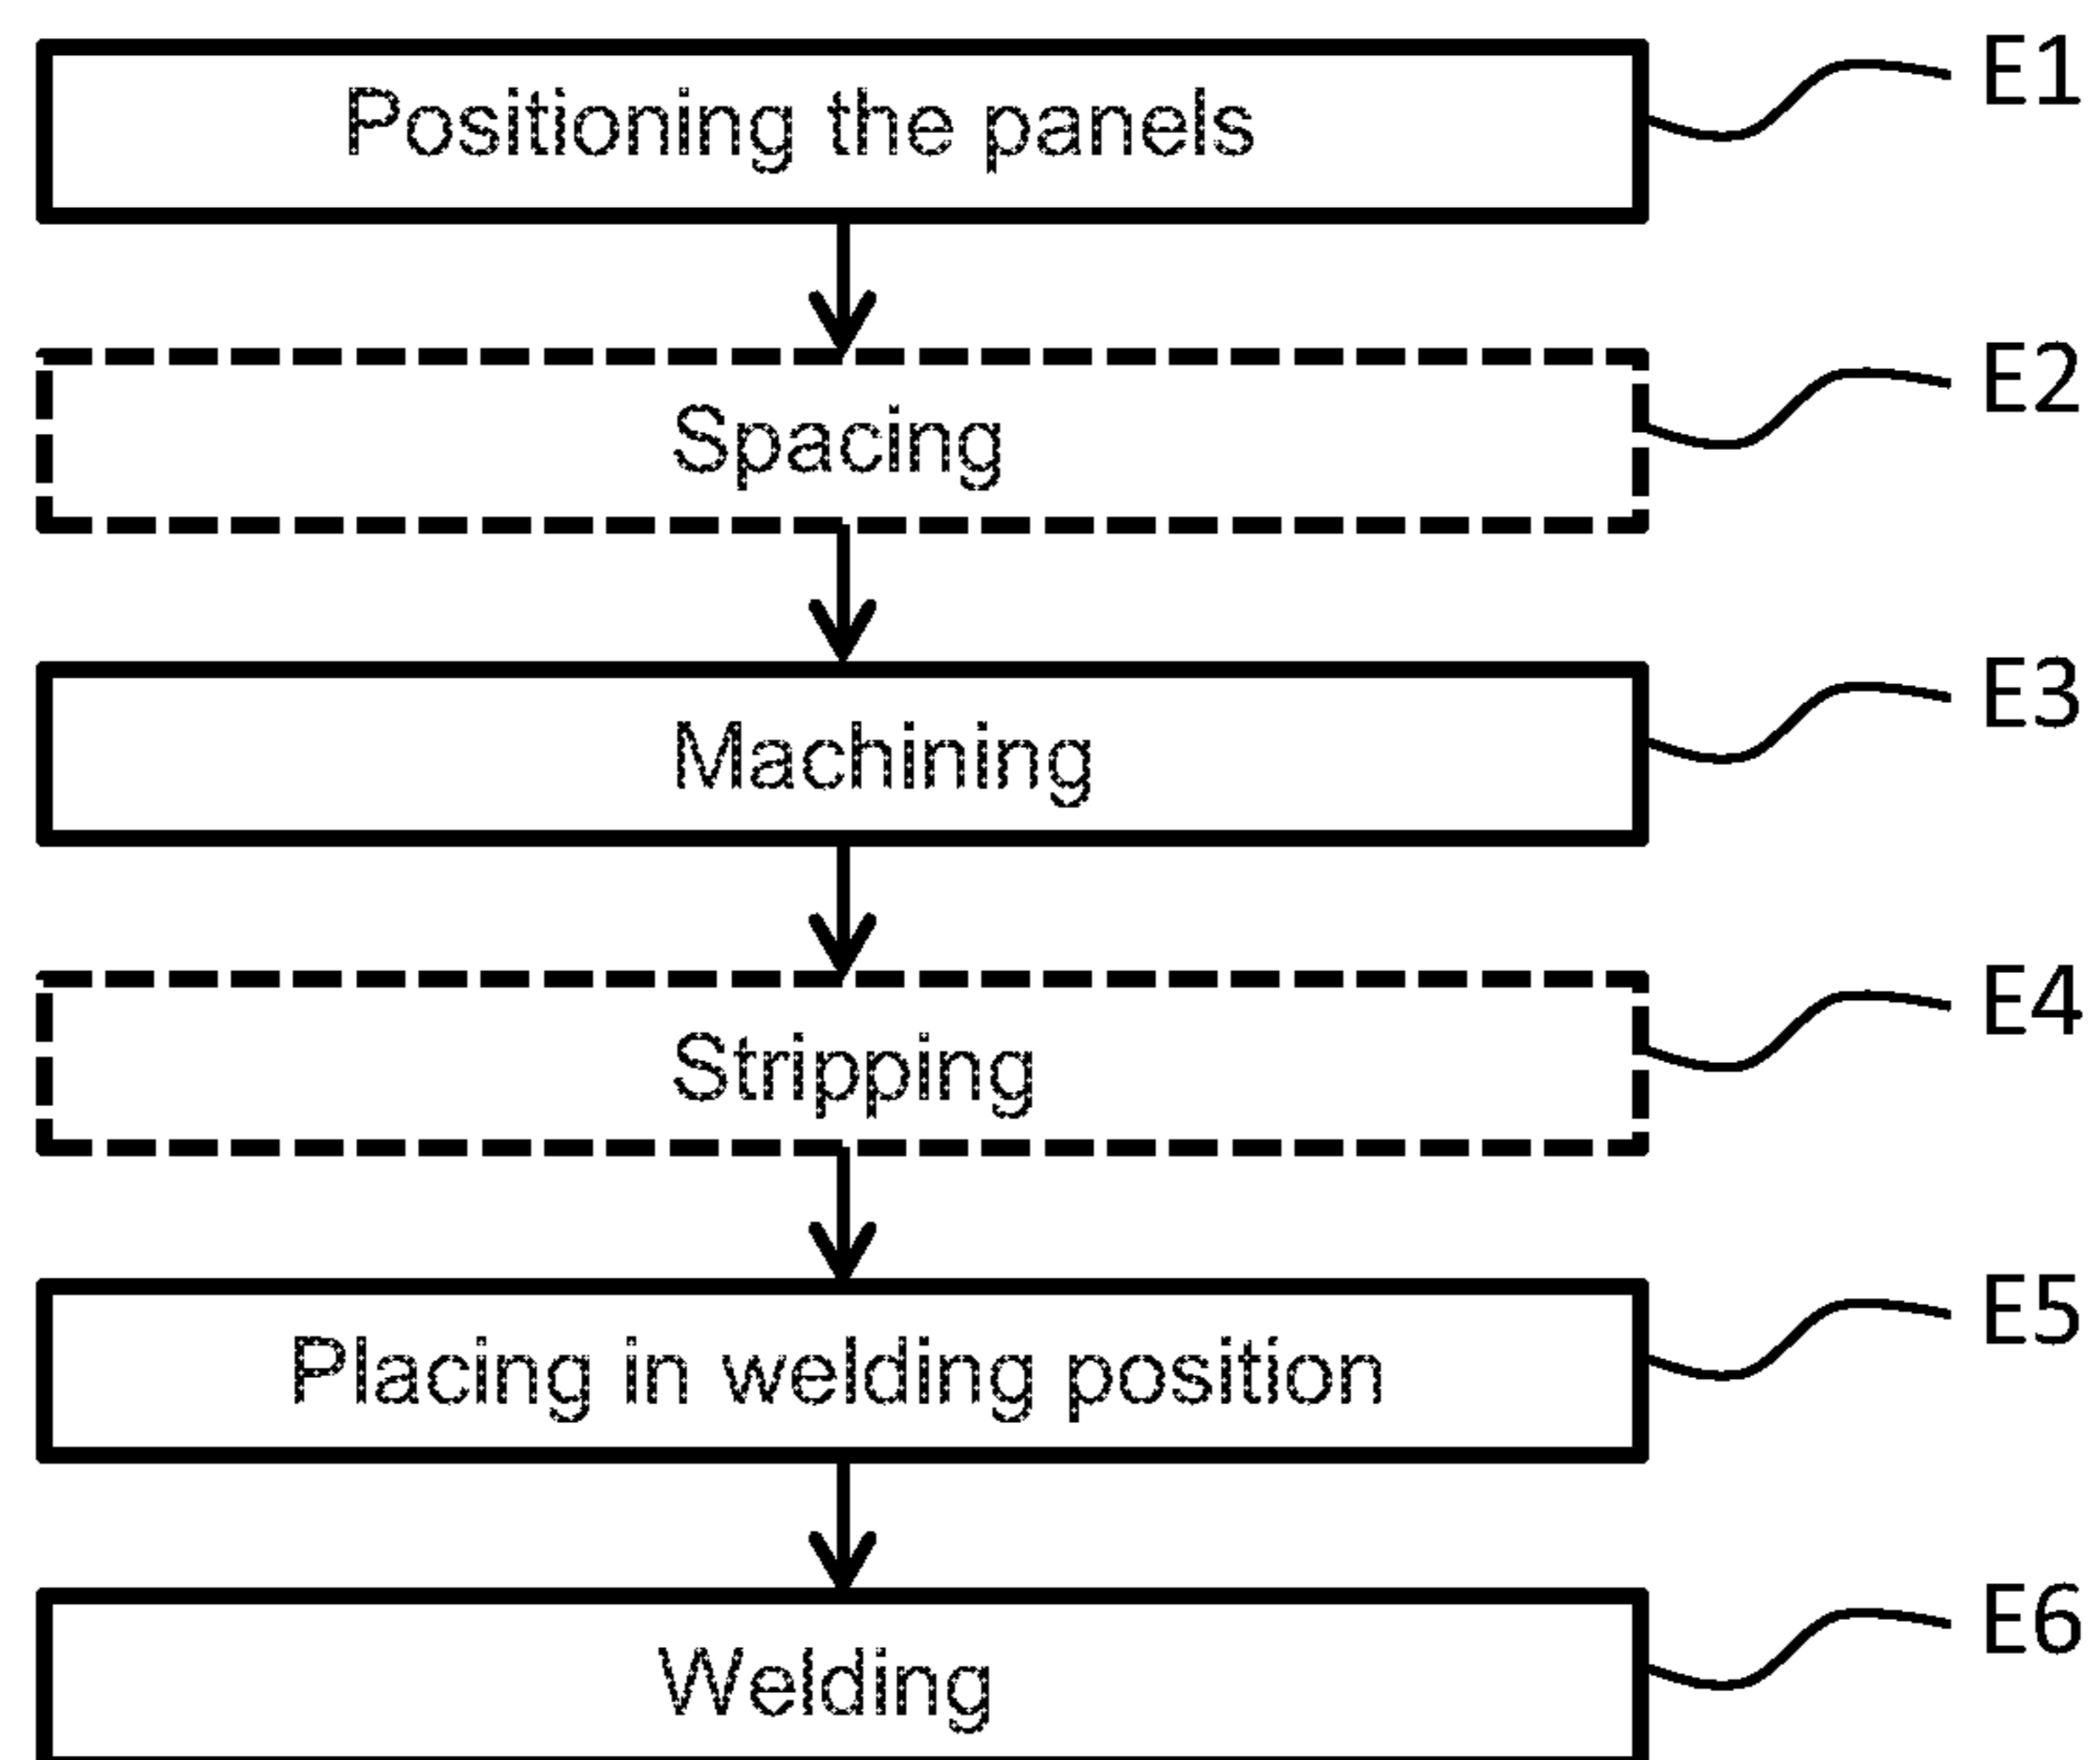 Positioning the panels E1
Spacing E2
Machining E3
Stripping E4
Placing in welding position E5
Welding E6